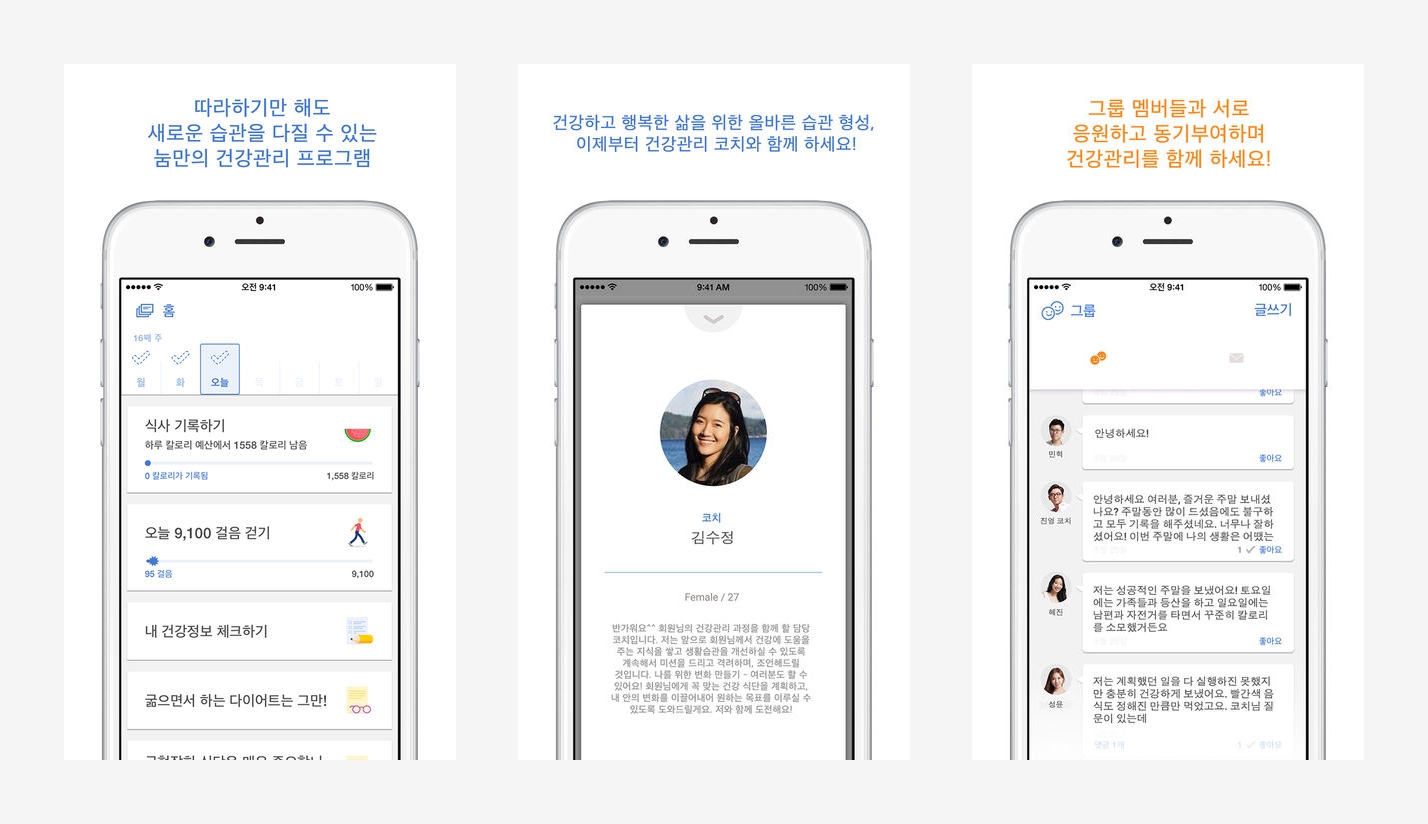 따라하기만 해도
새로운 습관을 다질 수 있는
눔만의 건강관리 프로그램
오전 9:41
100%
홈
16째 주
월
화
오늘
목
금
토
일
식사 기록하기
하루 칼로리 예산에서 1558 칼로리 남음
0 칼로리가 기록됨
1,558 칼로리
오늘 9,100 걸음 걷기
95 걸음
9,100
내 건강정보 체크하기
굶으면서 하는 다이어트는 그만!
건강하고 행복한 삶을 위한 올바른 습관 형성,
이제부터 건강관리 코치와 함께 하세요!
9:41 AM
100%
코치
김수정
Female / 27
반가워요^^ 회원님의 건강관리 과정을 함께 할 담당
코치입니다. 저는 앞으로 회원님께서 건강에 도움을
주는 지식을 쌓고 생활습관을 개선하실 수 있도록
계속해서 미션을 드리고 격려하며, 조언해드릴
것입니다. 나를 위한 변화 만들기 - 여러분도 할 수
있어요! 회원님에게 꼭 맞는 건강 식단을 계획하고,
내 안의 변화를 이끌어내어 원하는 목표를 이루실 수
있도록 도와드릴게요. 저와 함께 도전해요!
그룹 멤버들과 서로
응원하고 동기부여하며
건강관리를 함께 하세요!
오전 9:41
100%
그룹
글쓰기
좋아요
안녕하세요!
민혁
좋아요
안녕하세요 여러분, 즐거운 주말 보내셨
나요? 주말동안 많이 드셨음에도 불구하
고 모두 기록을 해주셨네요. 너무나 잘하
셨어요! 이번 주말에 나의 생활은 어땠는
진영 코치
1 좋아요
저는 성공적인 주말을 보냈어요! 토요일
에는 가족들과 등산을 하고 일요일에는
남편과 자전거를 타면서 꾸준히 칼로리
를 소모했거든요
혜진
좋아요
저는 계획했던 일을 다 실행하진 못했지
만 충분히 건강하게 보냈어요. 빨간색 음
식도 정해진 만큼만 먹었고요. 코치님 질
문이 있는데
성윤
댓글 1개
1 좋아요